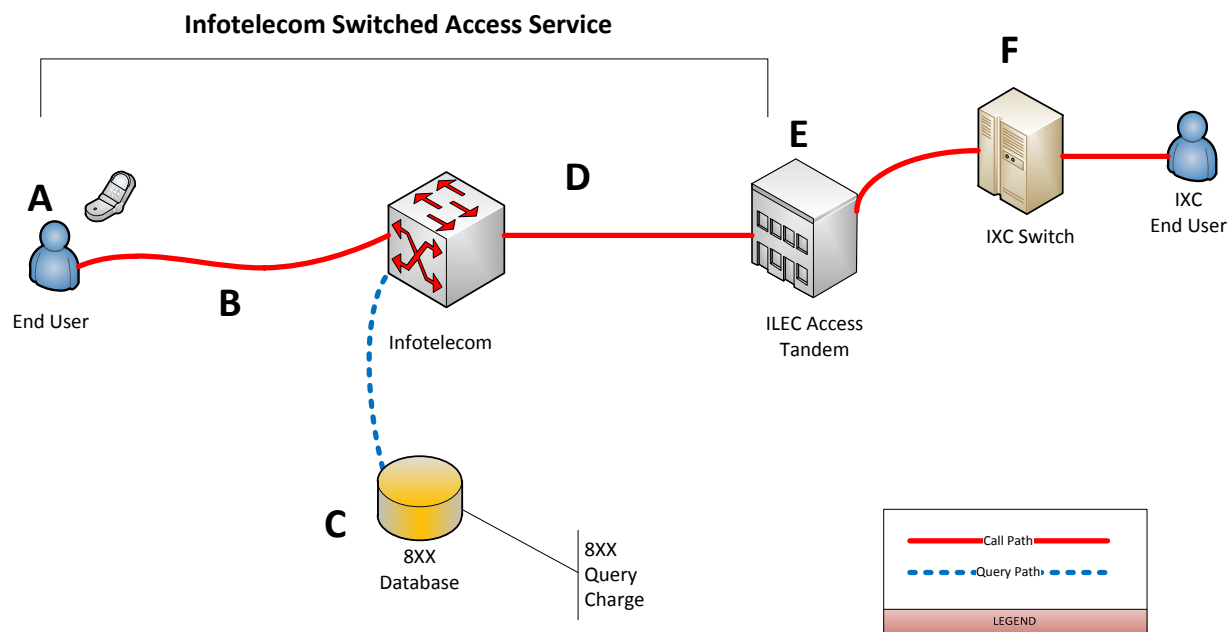 Infotelecom Switched Access Service
F
E
A
D
B
End User
Infotelecom
ILEC Access
Tandem
IXC Switch
IXC
End User
C
8XX
Database
8XX
Query
Charge
Call Path
Query Path
LEGEND